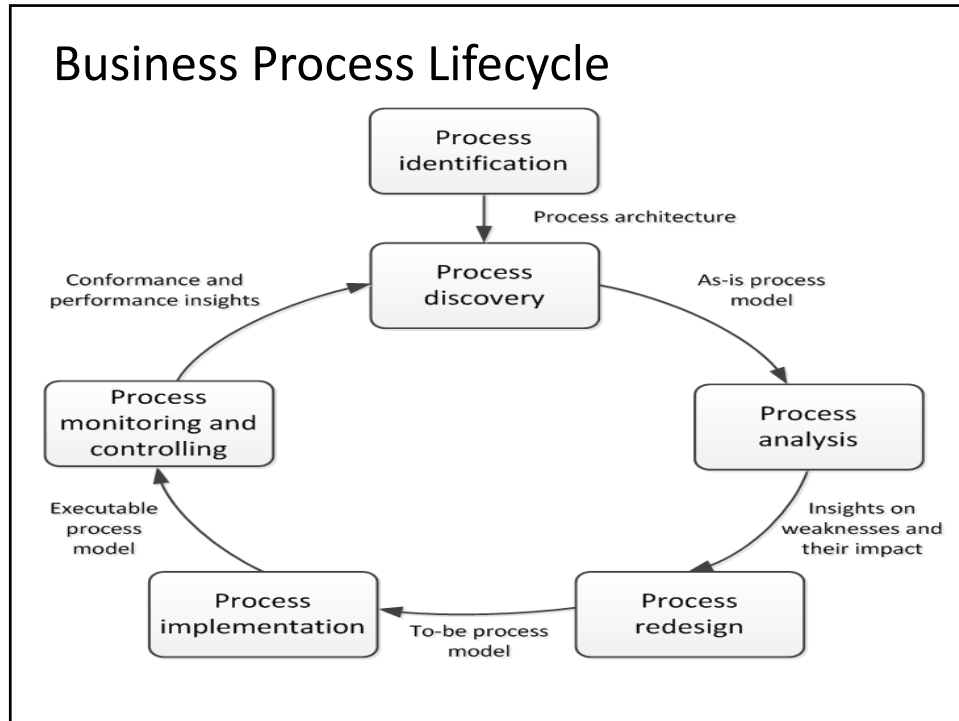 Business Process Lifecycle
Process
identification
Process architecture
Process
discovery
Conformance and
performance insights
As-is process
model
Process
monitoring and
controlling
Process
analysis
Executable
process
model
Insights on
weaknesses and
their impact
Process
implementation
To-be process
model
Process
redesign